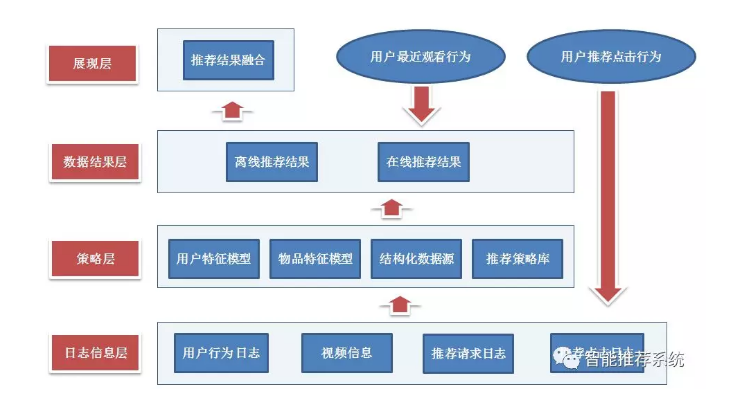 展现层
推荐结果融合
用户最近观看行为
用户推荐点击行为
数据结果层
离线推荐结果
在线推荐结果
策略层
用户特征模型
物品特征模型
结构化数据源
推荐策略库
日志信息层
用户行为日志
视频信息
推荐请求日志
智能推荐系统